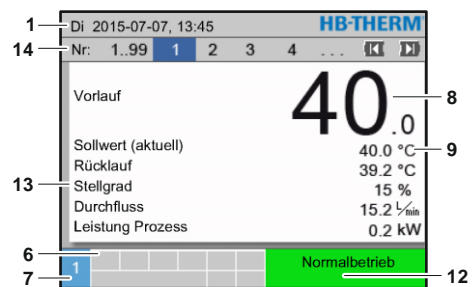 1 Di 2015-07-07, 13:45 HB-THERM
14 Nr: 1..99 1 2 3 4 ...
Vorlauf 40.0 8
Sollwert (aktuell) 40.0 °C 9
Rücklauf 39.2 °C
13 Stellgrad 15 %
Durchfluss 15.2 L/min
Leistung Prozess 0.2 kW
6
7 1 Normalbetrieb 12